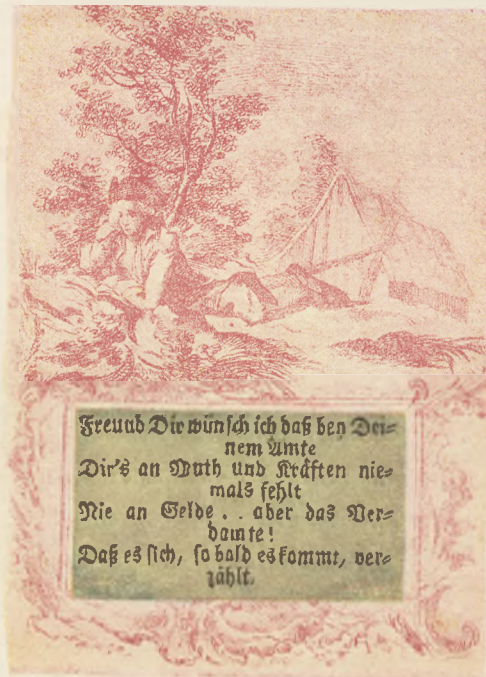 Freund Dir wünsch ich daß bey Dei=
nem Amte
Dir's an Muth und Kräften nie=
mals fehlt
Nie an Gelde . . aber das Ver=
damte!
Daß es sich, so bald es kommt, ver=
zählt.